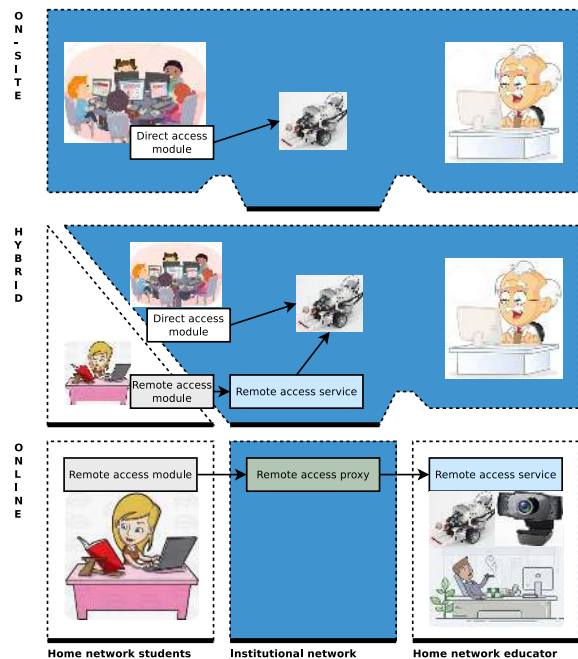 ON-SITE
Direct access
module
HYBRID
Direct access
module
Remote access
module
Remote access service
ONLINE
Remote access module
Remote access proxy
Remote access service
Home network students
Institutional network
Home network educator